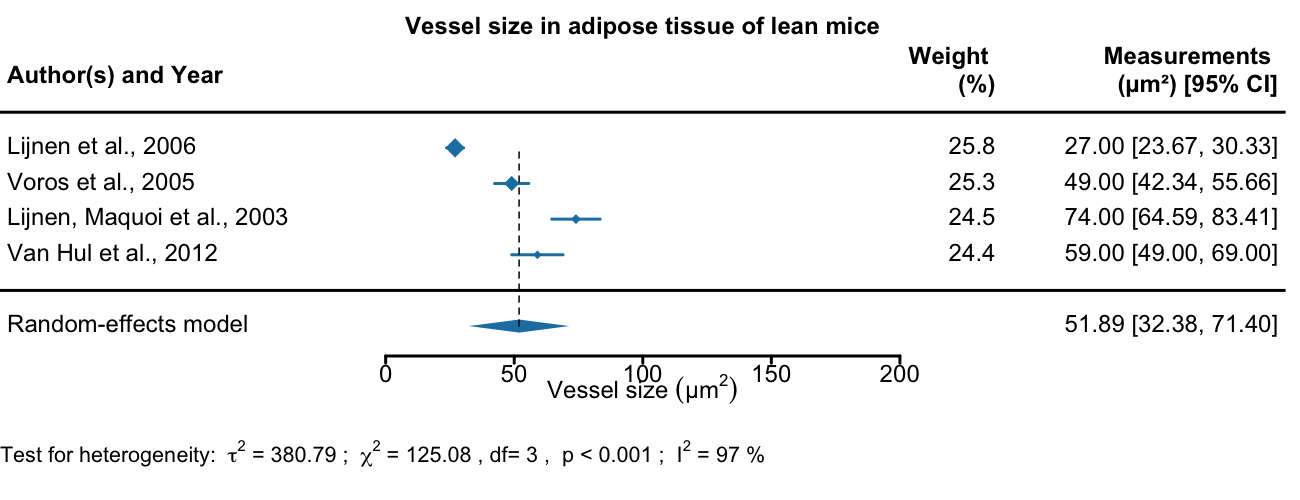 Vessel size in adipose tissue of lean mice
Author(s) and Year Weight (%) Measurements (µm²) [95% CI]
Lijnen et al., 2006 25.8 27.00 [23.67, 30.33]
Voros et al., 2005 25.3 49.00 [42.34, 55.66]
Lijnen, Maquoi et al., 2003 24.5 74.00 [64.59, 83.41]
Van Hul et al., 2012 24.4 59.00 [49.00, 69.00]
Random-effects model 51.89 [32.38, 71.40]
0 50 100 150 200
Vessel size (µm²)
Test for heterogeneity: τ² = 380.79 ; χ² = 125.08 , df= 3 , p < 0.001 ; I² = 97 %